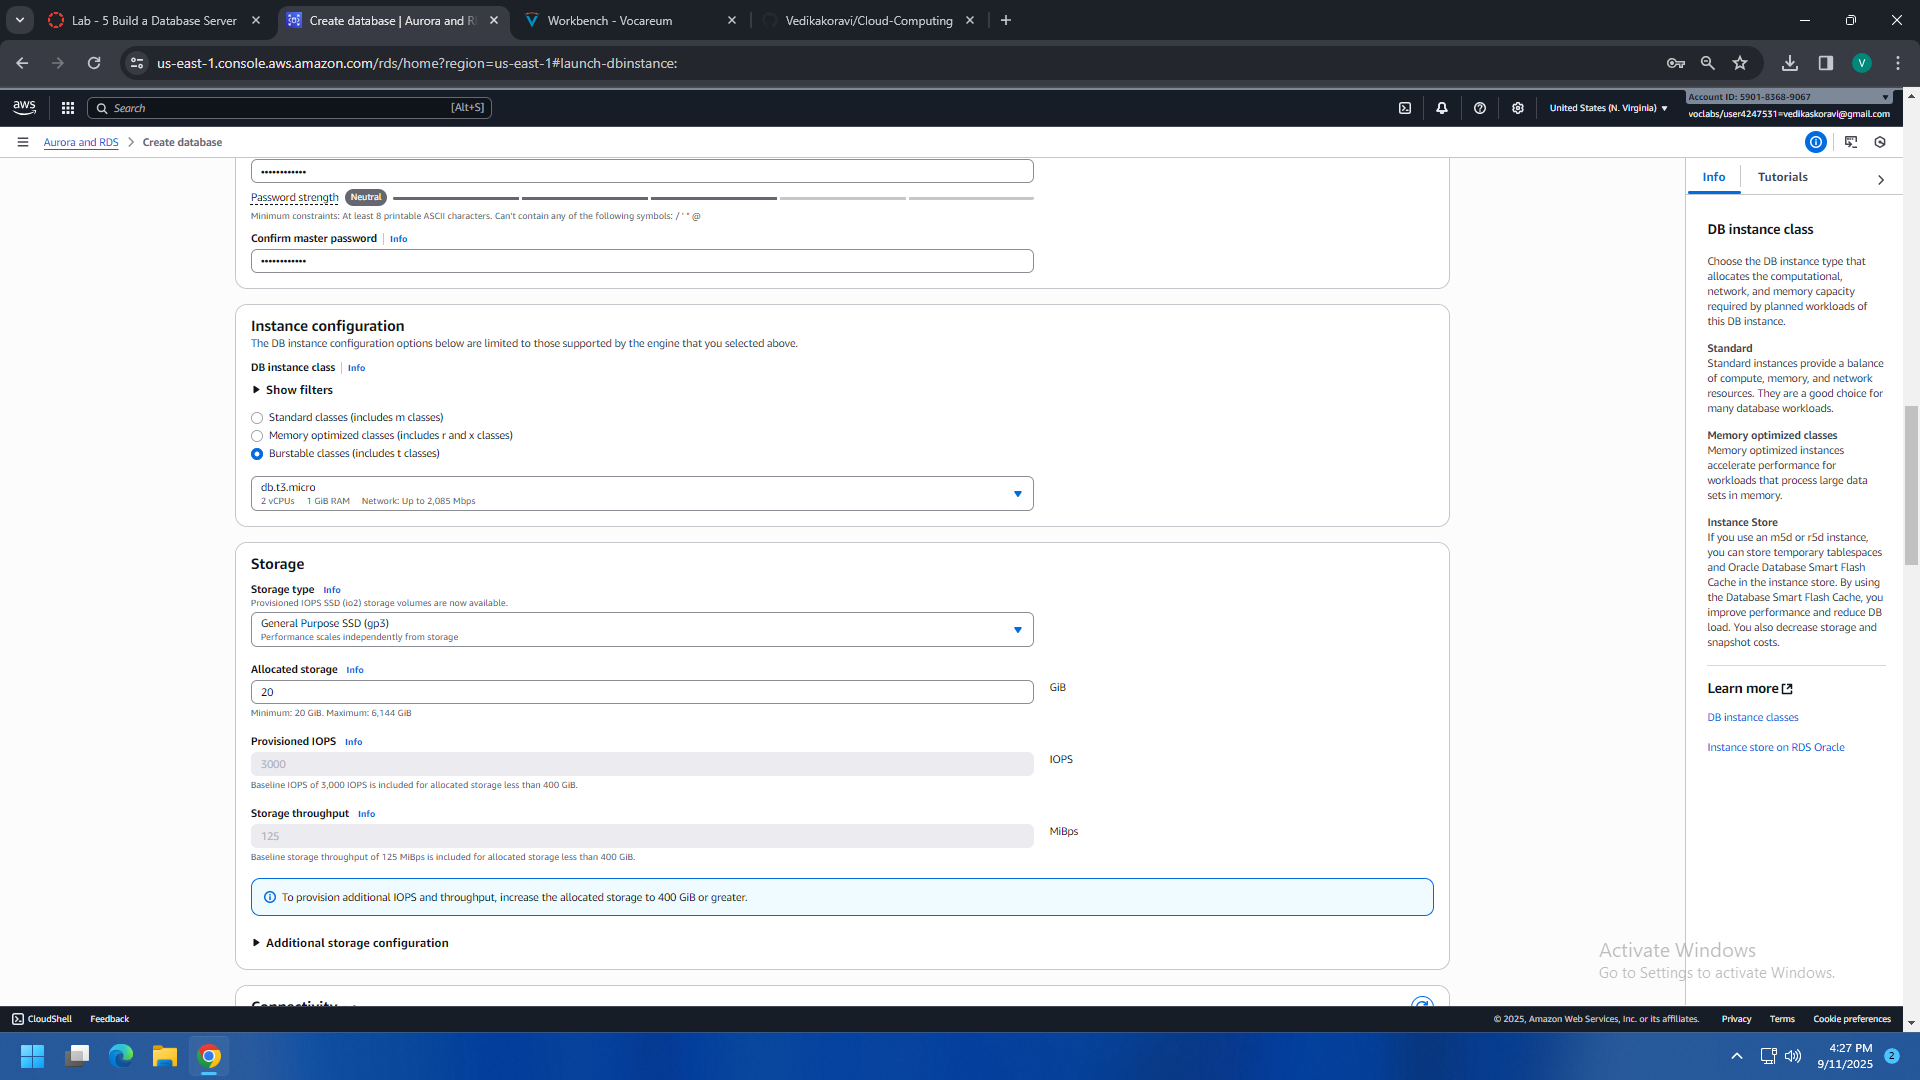 Lab - 5 Build a Database Server
Create database | Aurora and R
Workbench - Vocareum
Vedikakoravi/Cloud-Computing
us-east-1.console.aws.amazon.com/rds/home?region=us-east-1#launch-dbinstance:
V
aws
Search
[Alt+S]
United States (N. Virginia)
Account ID: 5901-8368-9067
voclabs/user4247531=vedikaskoravi@gmail.com
Aurora and RDS > Create database
••••••••••••
Password strength Neutral
Minimum constraints: At least 8 printable ASCII characters. Can't contain any of the following symbols: / ' " @
Confirm master password Info
••••••••••••
Instance configuration
The DB instance configuration options below are limited to those supported by the engine that you selected above.
DB instance class Info
Show filters
Standard classes (includes m classes)
Memory optimized classes (includes r and x classes)
Burstable classes (includes t classes)
db.t3.micro
2 vCPUs 1 GiB RAM Network: Up to 2,085 Mbps
Storage
Storage type Info
Provisioned IOPS SSD (io2) storage volumes are now available.
General Purpose SSD (gp3)
Performance scales independently from storage
Allocated storage Info
20
GiB
Minimum: 20 GiB. Maximum: 6,144 GiB
Provisioned IOPS Info
3000
IOPS
Baseline IOPS of 3,000 IOPS is included for allocated storage less than 400 GiB.
Storage throughput Info
125
MiBps
Baseline storage throughput of 125 MiBps is included for allocated storage less than 400 GiB.
To provision additional IOPS and throughput, increase the allocated storage to 400 GiB or greater.
Additional storage configuration
Connectivity
Info
Tutorials
DB instance class
Choose the DB instance type that
allocates the computational,
network, and memory capacity
required by planned workloads of
this DB instance.
Standard
Standard instances provide a balance
of compute, memory, and network
resources. They are a good choice for
many database workloads.
Memory optimized classes
Memory optimized instances
accelerate performance for
workloads that process large data
sets in memory.
Instance Store
If you use an m5d or r5d instance,
you can store temporary tablespaces
and Oracle Database Smart Flash
Cache in the instance store. By using
the Database Smart Flash Cache, you
improve performance and reduce DB
load. You also decrease storage and
snapshot costs.
Learn more
DB instance classes
Instance store on RDS Oracle
Activate Windows
Go to Settings to activate Windows.
CloudShell
Feedback
© 2025, Amazon Web Services, Inc. or its affiliates.
Privacy
Terms
Cookie preferences
4:27 PM
9/11/2025
2